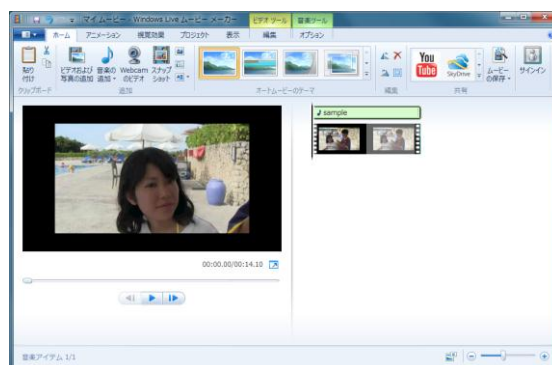 マイ ムービー - Windows Live ムービー メーカー
ビデオ ツール
音楽ツール
ホーム アニメーション 視覚効果 プロジェクト 表示 編集 オプション
貼り付け
ビデオおよび写真の追加
音楽の追加
Webcam のビデオ
スナップショット
You Tube
SkyDrive
ムービーの保存
サインイン
クリップボード 追加 オートムービーのテーマ 編集 共有
sample
00:00.00/00:14.10
音楽アイテム 1/1